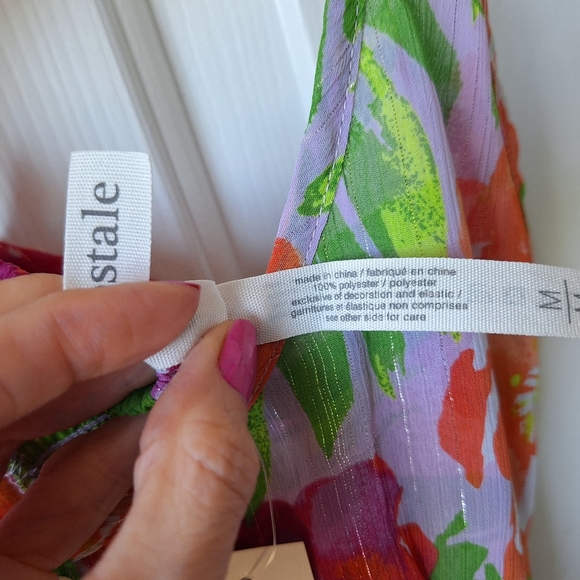 stale
made in china / fabriqué en chine
100% polyester / polyester
exclusive of decoration and elastic /
garnitures et élastique non comprises
see other side for care
M